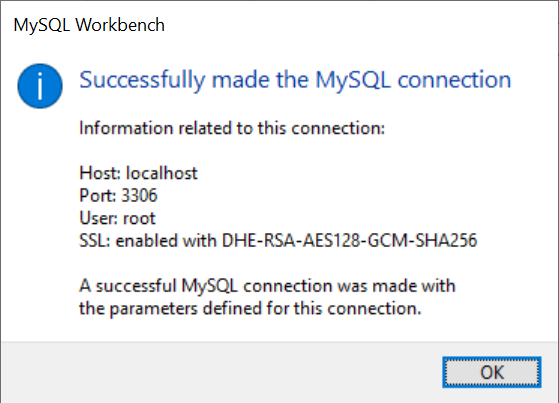 MySQL Workbench
Successfully made the MySQL connection
Information related to this connection:
Host: localhost
Port: 3306
User: root
SSL: enabled with DHE-RSA-AES128-GCM-SHA256
A successful MySQL connection was made with
the parameters defined for this connection.
OK